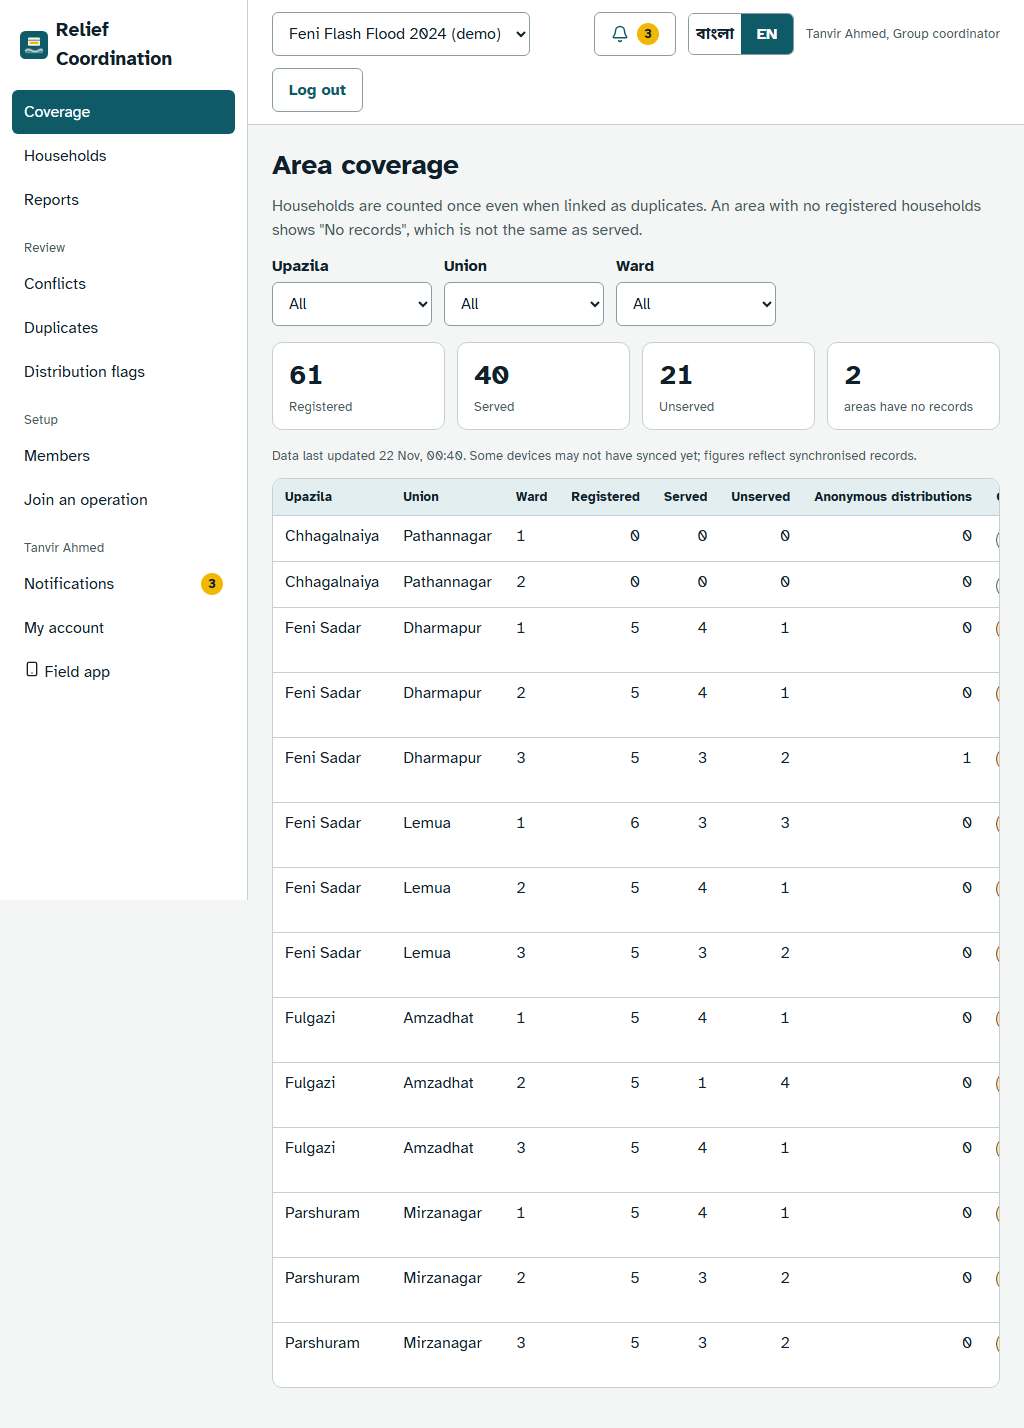 Relief
Coordination
Coverage
Households
Reports
Review
Conflicts
Duplicates
Distribution flags
Setup
Members
Join an operation
Tanvir Ahmed
Notifications 3
My account
Field app
Feni Flash Flood 2024 (demo) 3 বাংলা EN Tanvir Ahmed, Group coordinator
Log out
Area coverage
Households are counted once even when linked as duplicates. An area with no registered households
shows "No records", which is not the same as served.
Upazila Union Ward
All All All
61 40 21 2
Registered Served Unserved areas have no records
Data last updated 22 Nov, 00:40. Some devices may not have synced yet; figures reflect synchronised records.
Upazila Union Ward Registered Served Unserved Anonymous distributions
Chhagalnaiya Pathannagar 1 0 0 0 0
Chhagalnaiya Pathannagar 2 0 0 0 0
Feni Sadar Dharmapur 1 5 4 1 0
Feni Sadar Dharmapur 2 5 4 1 0
Feni Sadar Dharmapur 3 5 3 2 1
Feni Sadar Lemua 1 6 3 3 0
Feni Sadar Lemua 2 5 4 1 0
Feni Sadar Lemua 3 5 3 2 0
Fulgazi Amzadhat 1 5 4 1 0
Fulgazi Amzadhat 2 5 1 4 0
Fulgazi Amzadhat 3 5 4 1 0
Parshuram Mirzanagar 1 5 4 1 0
Parshuram Mirzanagar 2 5 3 2 0
Parshuram Mirzanagar 3 5 3 2 0